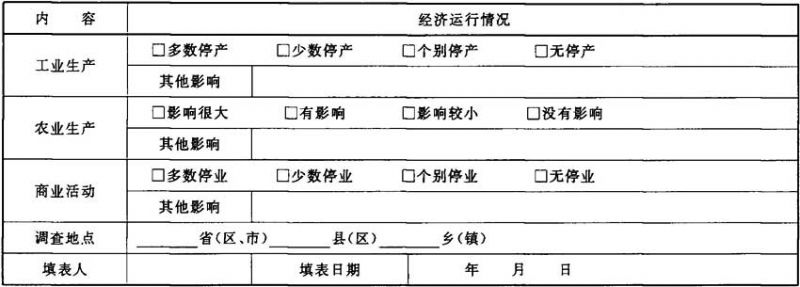 内 容 经济运行情况
工业生产 □多数停产 □少数停产 □个别停产 □无停产
其他影响
农业生产 □影响很大 □有影响 □影响较小 □没有影响
其他影响
商业活动 □多数停业 □少数停业 □个别停业 □无停业
其他影响
调查地点 ______省(区、市)______县(区)______乡(镇)
填表人 填表日期 年 月 日